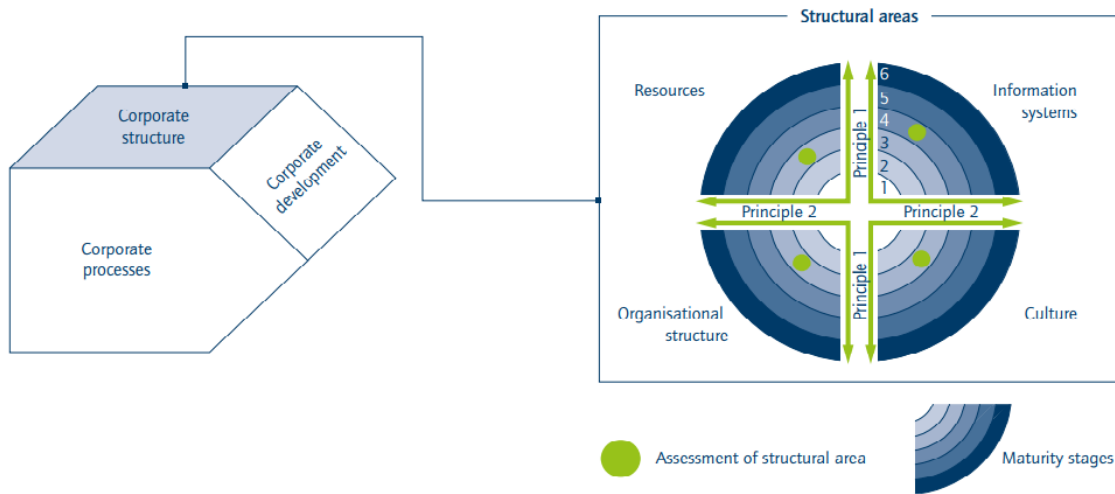 Structural areas
Corporate
structure
Corporate
development
Corporate
processes
Resources
Information
systems
6
5
4
3
2
1
Principle 1
Principle 2
Principle 2
Principle 1
Organisational
structure
Culture
Assessment of structural area
Maturity stages